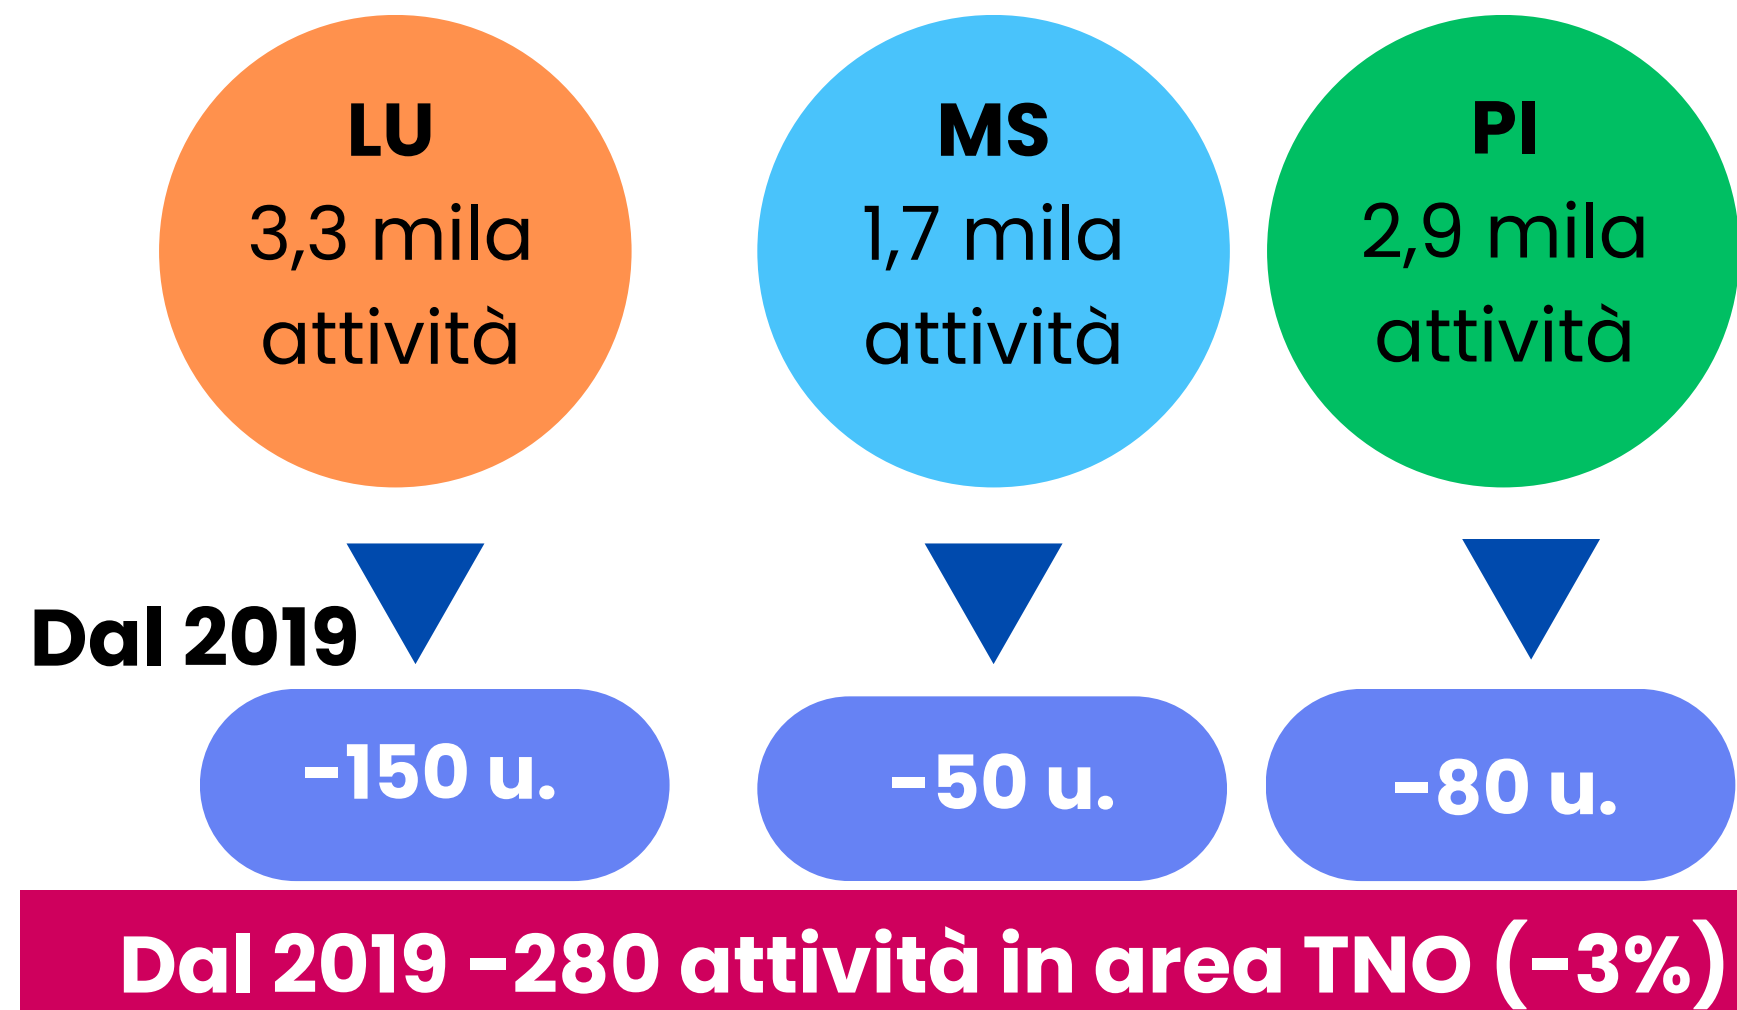 LU
3,3 mila
attività
MS
1,7 mila
attività
PI
2,9 mila
attività
Dal 2019
-150 u.
-50 u.
-80 u.
Dal 2019 -280 attività in area TNO (-3%)